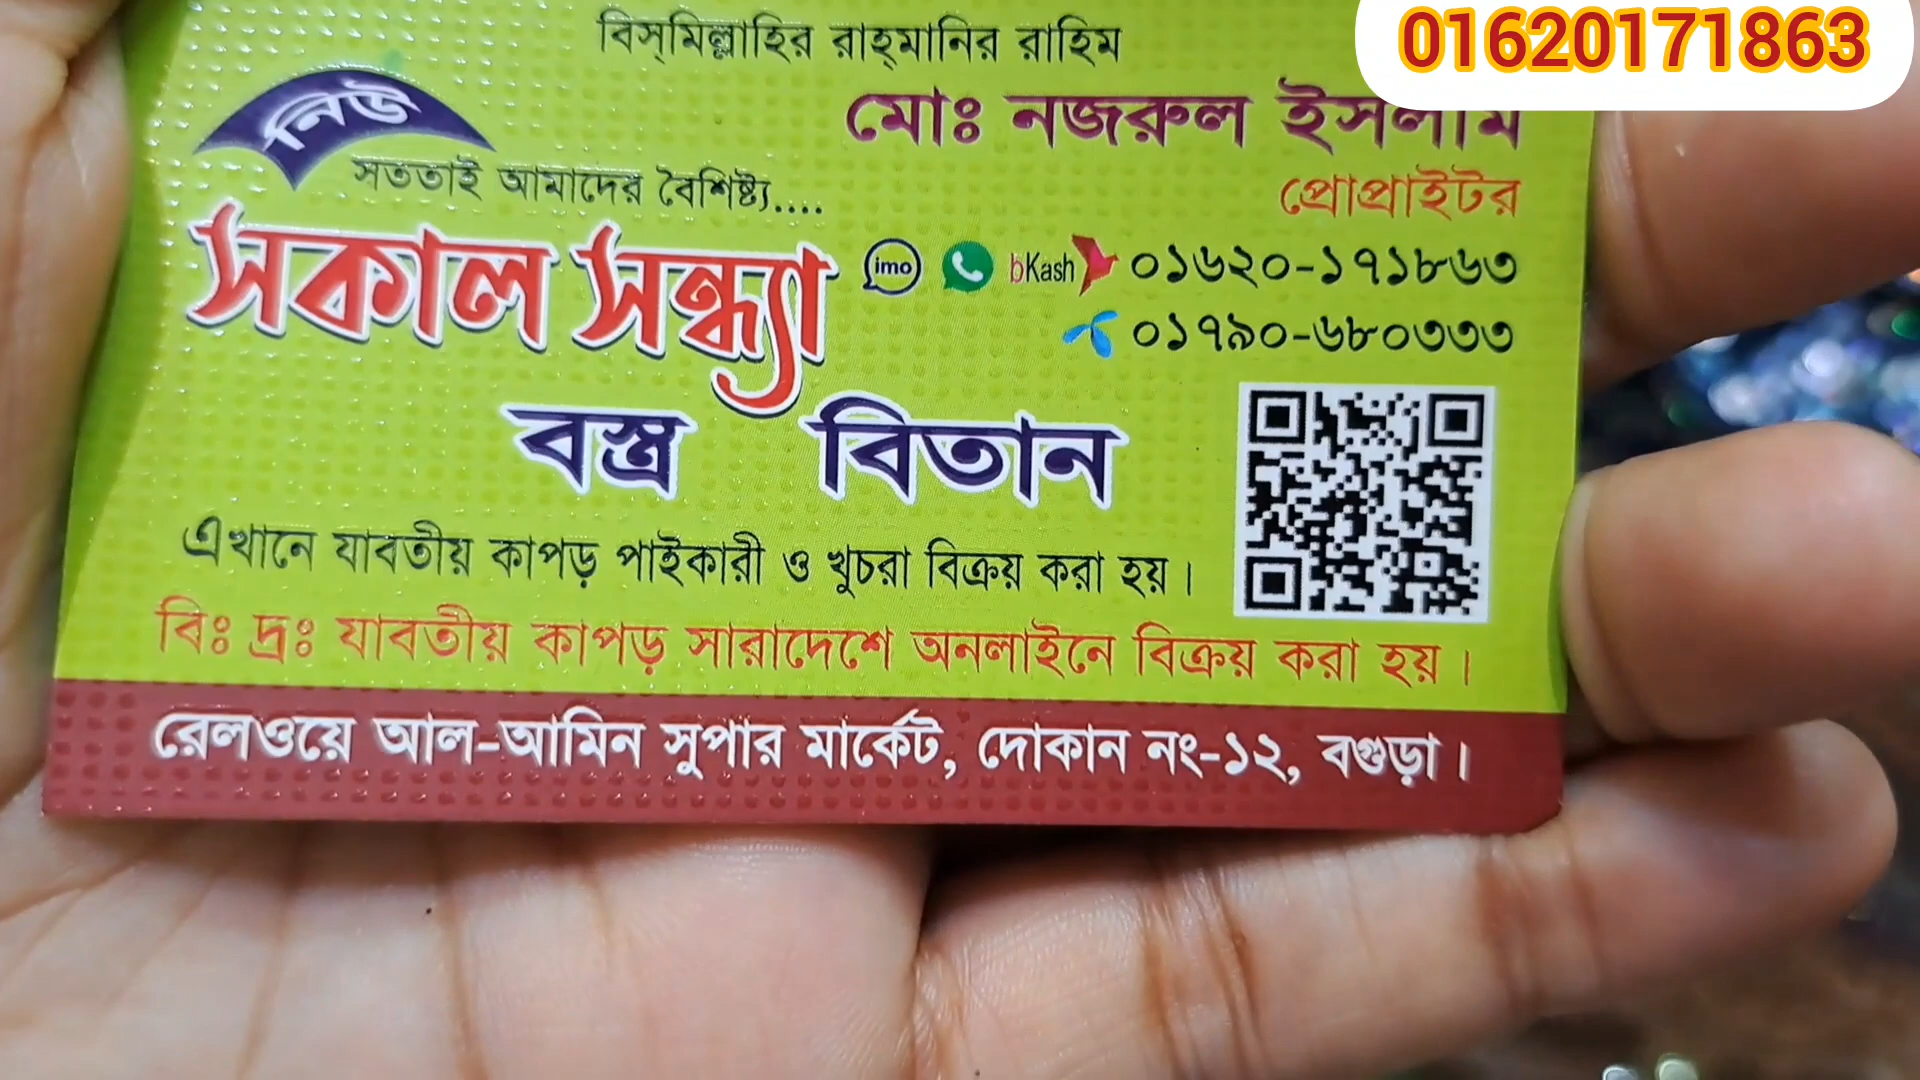 01620171863
বিস্‌মিল্লাহির রাহ্‌মানির রাহিম
মোঃ নজরুল ইসলাম
প্রোপ্রাইটর
নিউ
সততাই আমাদের বৈশিষ্ট্য....
সকাল সন্ধ্যা
বস্ত্র বিতান
imo bKash ০১৬২০-১৭১৮৬৩
০১৭৯০-৬৮০৩৩৩
এখানে যাবতীয় কাপড় পাইকারী ও খুচরা বিক্রয় করা হয়।
বিঃ দ্রঃ যাবতীয় কাপড় সারাদেশে অনলাইনে বিক্রয় করা হয়।
রেলওয়ে আল-আমিন সুপার মার্কেট, দোকান নং-১২, বগুড়া।